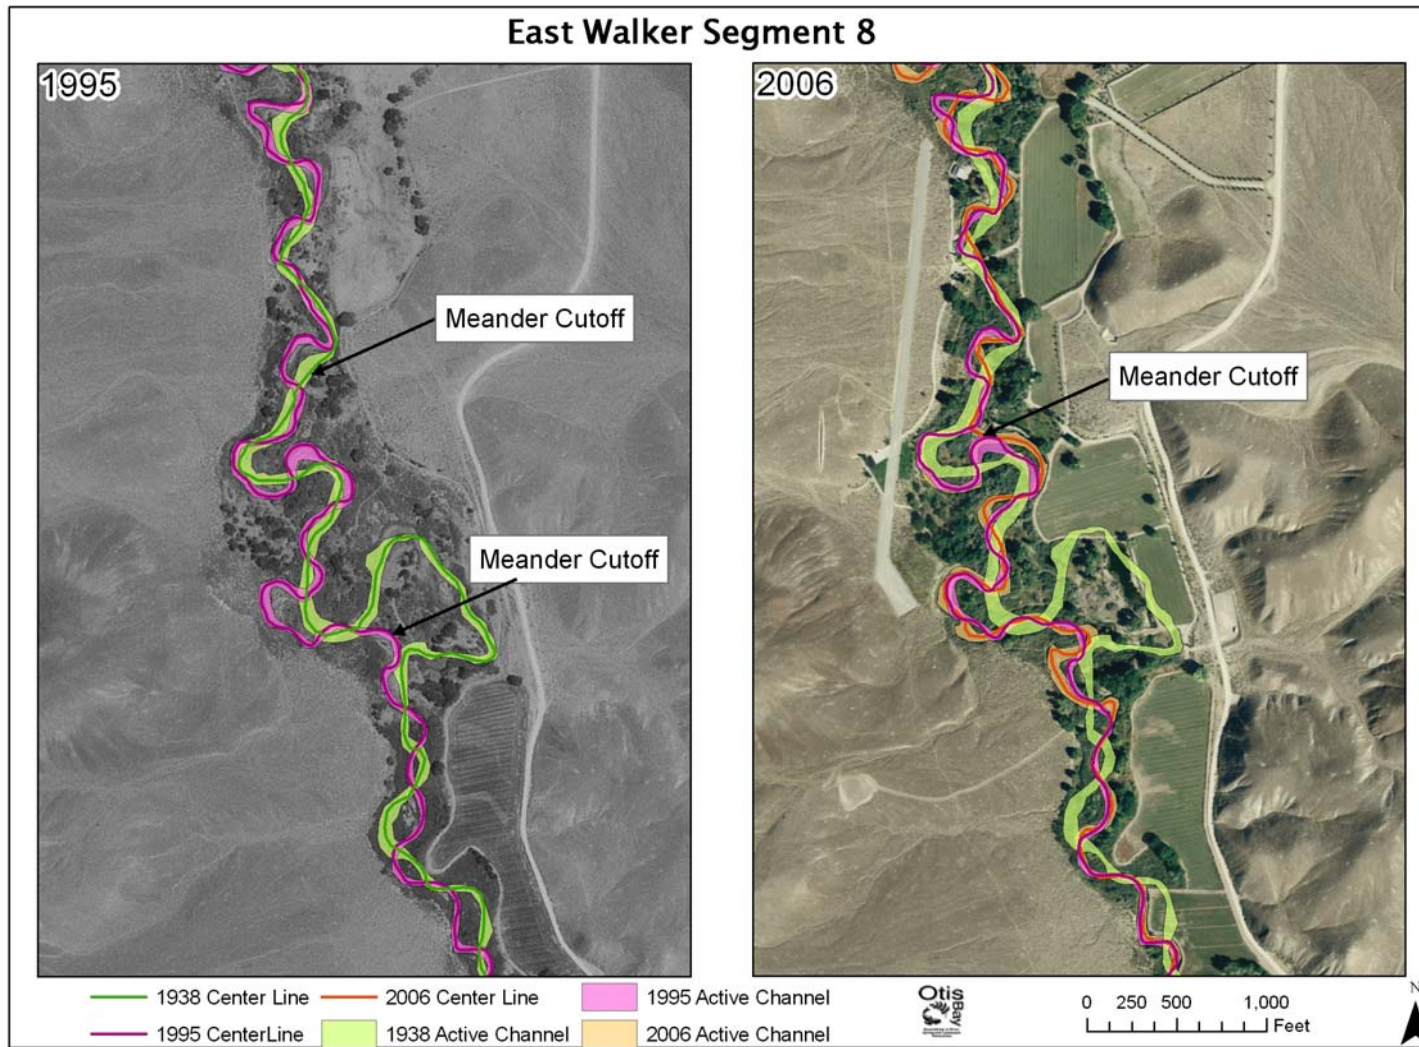 East Walker Segment 8
1995
2006
Meander Cutoff
Meander Cutoff
Meander Cutoff
1938 Center Line
2006 Center Line
1995 Active Channel
1995 CenterLine
1938 Active Channel
2006 Active Channel
Otis
Bay
0 250 500 1,000
Feet
N